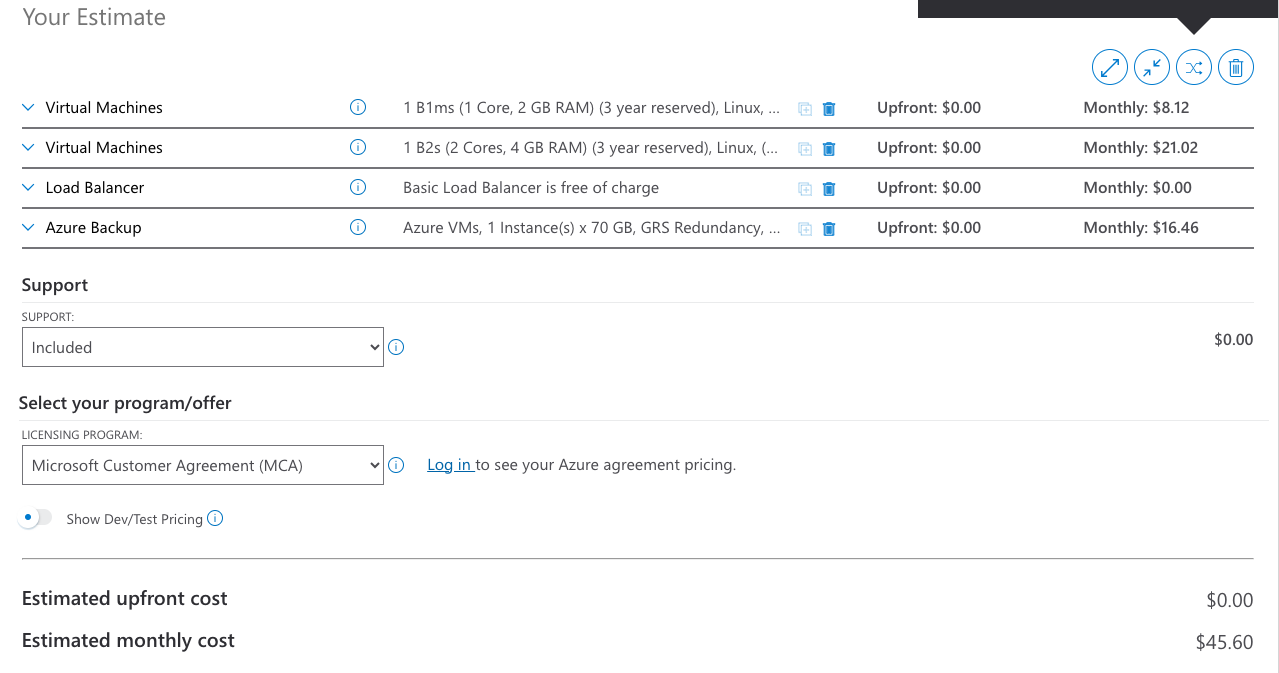 Your Estimate
Virtual Machines 1 B1ms (1 Core, 2 GB RAM) (3 year reserved), Linux, ... Upfront: $0.00 Monthly: $8.12
Virtual Machines 1 B2s (2 Cores, 4 GB RAM) (3 year reserved), Linux, (... Upfront: $0.00 Monthly: $21.02
Load Balancer Basic Load Balancer is free of charge Upfront: $0.00 Monthly: $0.00
Azure Backup Azure VMs, 1 Instance(s) x 70 GB, GRS Redundancy, ... Upfront: $0.00 Monthly: $16.46
Support
SUPPORT:
Included $0.00
Select your program/offer
LICENSING PROGRAM:
Microsoft Customer Agreement (MCA) Log in to see your Azure agreement pricing.
Show Dev/Test Pricing
Estimated upfront cost $0.00
Estimated monthly cost $45.60